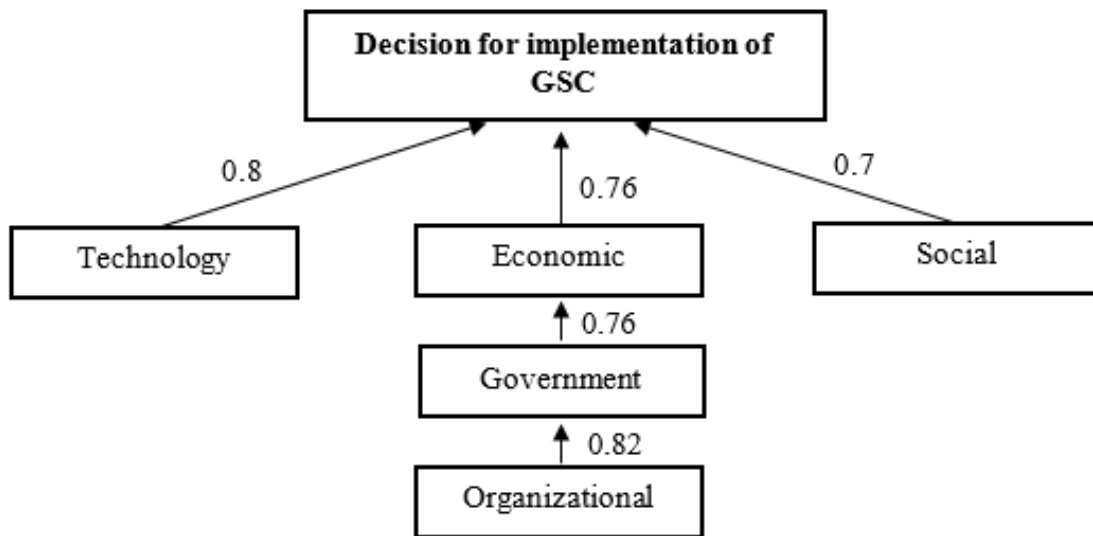 Decision for implementation of
GSC
0.8
0.76
0.7
Technology
Economic
Social
0.76
Government
0.82
Organizational